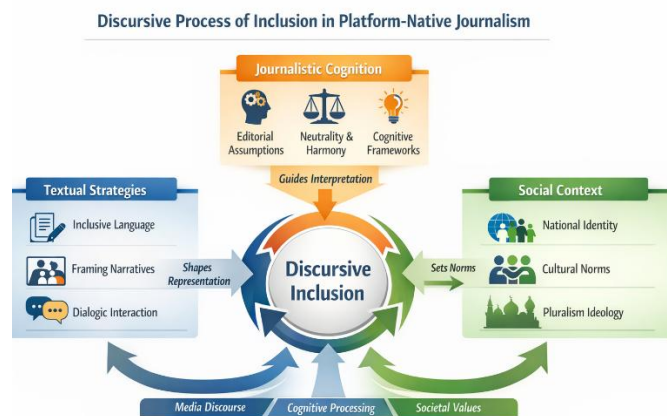 Discursive Process of Inclusion in Platform-Native Journalism
Journalistic Cognition
Editorial
Assumptions
Neutrality &
Harmony
Cognitive
Frameworks
Guides Interpretation
Textual Strategies
Inclusive Language
Framing Narratives
Dialogic Interaction
Shapes
Representation
Discursive
Inclusion
Sets Norms
Social Context
National Identity
Cultural Norms
Pluralism Ideology
Media Discourse
Cognitive Processing
Societal Values